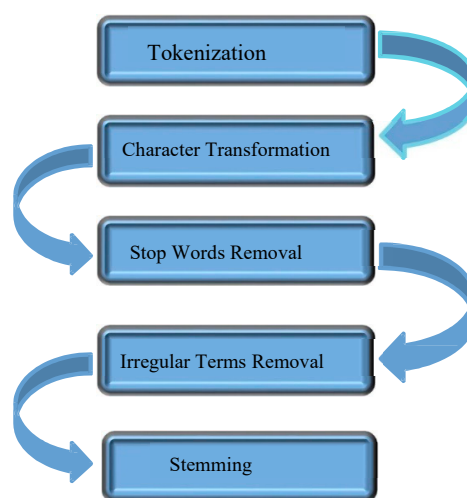 Tokenization
Character Transformation
Stop Words Removal
Irregular Terms Removal
Stemming